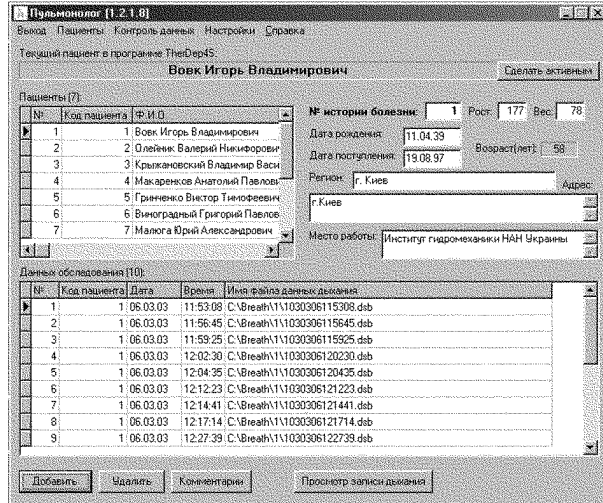 Пульмонолог [1.2.1.8]
Выход Пациенты Контроль данных Настройки Справка
Текущий пациент в программе TherDep4S:
Вовк Игорь Владимирович
Сделать активным
Пациенты (7):
№ Код пациента Ф.И.О.
1 1 Вовк Игорь Владимирович
2 2 Олейник Валерий Никифорович
3 3 Крыжановский Владимир Васи
4 4 Макаренков Анатолий Павлови
5 5 Гринченко Виктор Тимофеевич
6 6 Виноградный Григорий Павлов
7 7 Малюга Юрий Александрович
№ истории болезни: 1 Рост: 177 Вес: 78
Дата рождения: 11.04.39
Дата поступления: 19.08.97
Возраст(лет): 58
Регион: г. Киев
Адрес:
г.Киев
Место работы: Институт гидромеханики НАН Украины
Данных обследования (10):
№ Код пациента Дата Время Имя файла данных дыхания
1 1 06.03.03 11:53:08 C:\Breath\1\1030306115308.dsb
2 1 06.03.03 11:56:45 C:\Breath\1\1030306115645.dsb
3 1 06.03.03 11:59:25 C:\Breath\1\1030306115925.dsb
4 1 06.03.03 12:02:30 C:\Breath\1\1030306120230.dsb
5 1 06.03.03 12:04:35 C:\Breath\1\1030306120435.dsb
6 1 06.03.03 12:12:23 C:\Breath\1\1030306121223.dsb
7 1 06.03.03 12:14:41 C:\Breath\1\1030306121441.dsb
8 1 06.03.03 12:17:14 C:\Breath\1\1030306121714.dsb
9 1 06.03.03 12:27:39 C:\Breath\1\1030306122739.dsb
Добавить Удалить Комментарии Просмотр записи дыхания